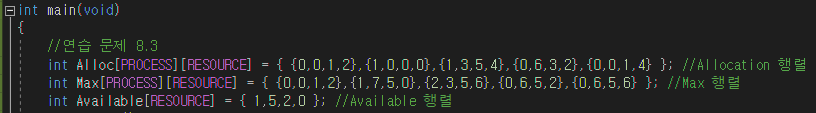 int main(void)
{
//연습 문제 8.3
int Alloc[PROCESS][RESOURCE] = { {0,0,1,2},{1,0,0,0},{1,3,5,4},{0,6,3,2},{0,0,1,4} }; //Allocation 행렬
int Max[PROCESS][RESOURCE] = { {0,0,1,2},{1,7,5,0},{2,3,5,6},{0,6,5,2},{0,6,5,6} }; //Max 행렬
int Available[RESOURCE] = { 1,5,2,0 }; //Available 행렬